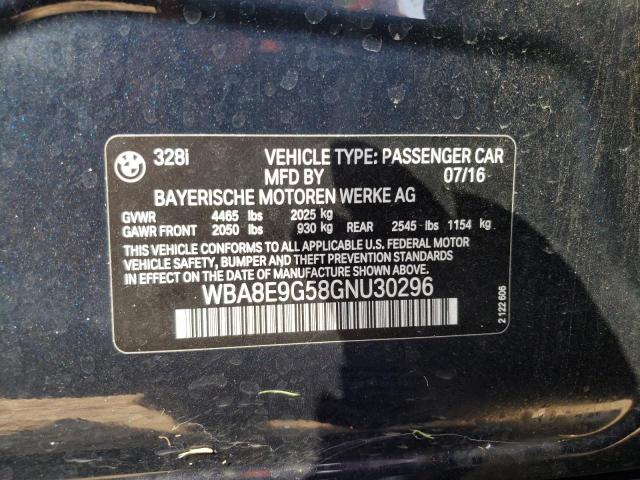 BMW
328i VEHICLE TYPE: PASSENGER CAR
MFD BY 07/16
BAYERISCHE MOTOREN WERKE AG
GVWR 4465 lbs 2025 kg
GAWR FRONT 2050 lbs 930 kg REAR 2545 lbs 1154 kg
THIS VEHICLE CONFORMS TO ALL APPLICABLE U.S. FEDERAL MOTOR
VEHICLE SAFETY, BUMPER AND THEFT PREVENTION STANDARDS
IN EFFECT ON THE DATE OF MANUFACTURE SHOWN ABOVE.
WBA8E9G58GNU30296
2 122 606